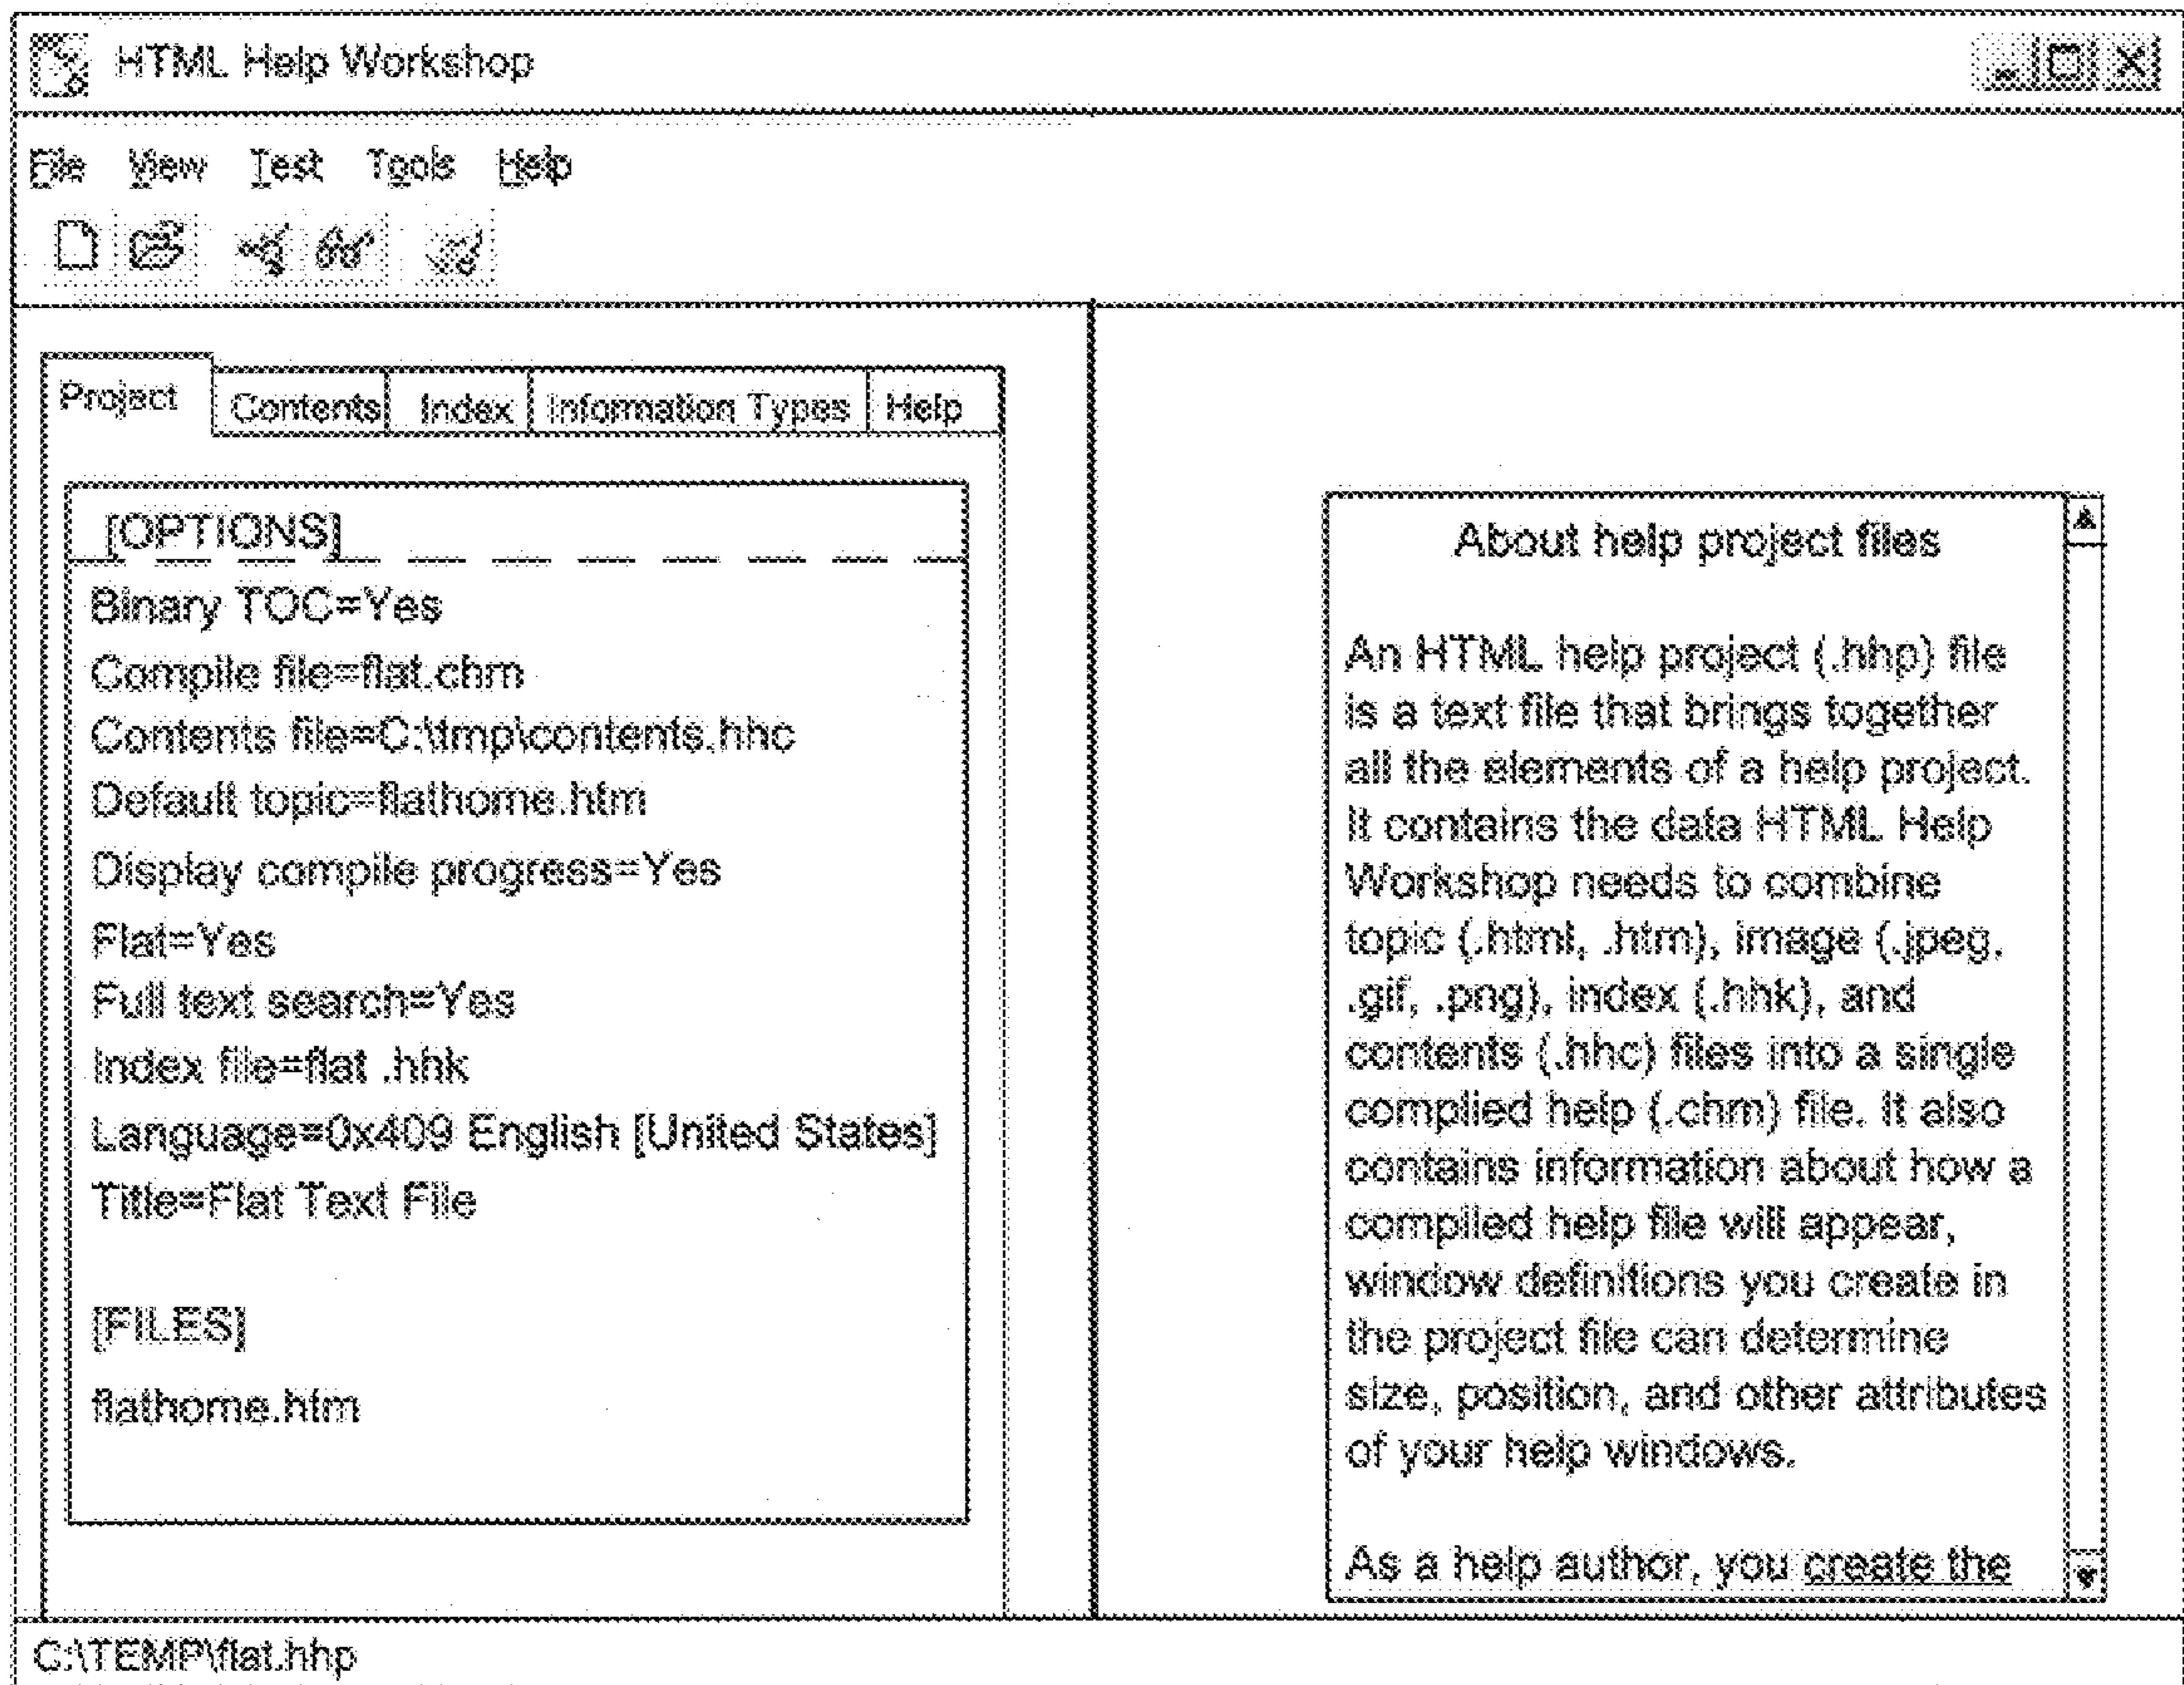 HTML Help Workshop
File View Test Tools Help
Project Contents Index Information Types Help
[OPTIONS]
Binary TOC=Yes
Compile file=flat.chm
Contents file=C:\tmp\contents.hhc
Default topic=flathome.htm
Display compile progress=Yes
Flat=Yes
Full text search=Yes
Index file=flat .hhk
Language=0x409 English [United States]
Title=Flat Text File
[FILES]
flathome.htm
About help project files
An HTML help project (.hhp) file
is a text file that brings together
all the elements of a help project.
It contains the data HTML Help
Workshop needs to combine
topic (.html, .htm), image (.jpeg,
.gif, .png), index (.hhk), and
contents (.hhc) files into a single
complied help (.chm) file. It also
contains information about how a
compiled help file will appear,
window definitions you create in
the project file can determine
size, position, and other attributes
of your help windows.
As a help author, you create the
C:\TEMP\flat.hhp